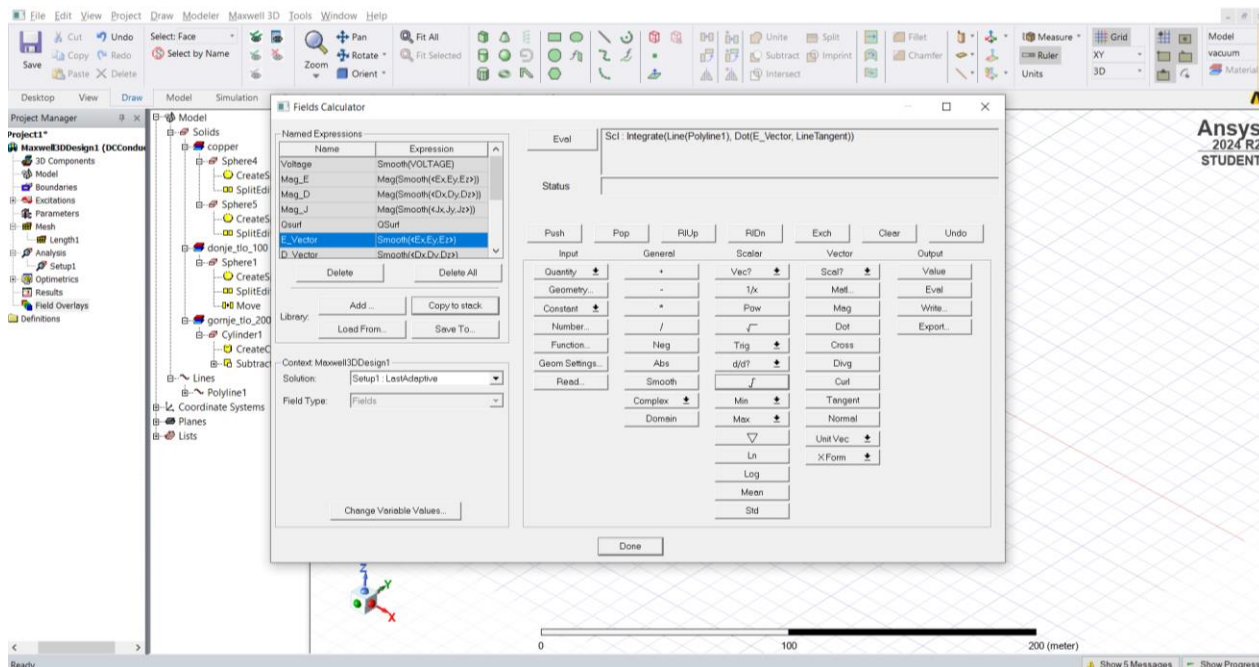 File Edit View Project Draw Modeler Maxwell 3D Tools Window Help
Save
Cut
Copy
Paste
Undo
Redo
Delete
Select: Face
Select by Name
Zoom
Pan
Rotate
Orient
Fit All
Fit Selected
Unite
Subtract
Intersect
Split
Imprint
Fillet
Chamfer
Measure
Ruler
Units
Grid
XY
3D
Model
vacuum
Material
Desktop View Draw Model Simulation
Project Manager
Project1*
Maxwell3DDesign1 (DCCondu
3D Components
Model
Boundaries
Excitations
Parameters
Mesh
Length1
Analysis
Setup1
Optimetrics
Results
Field Overlays
Definitions
Model
Solids
copper
Sphere4
CreateS
SplitEdi
Sphere5
CreateS
SplitEdi
donje_tlo_100
Sphere1
CreateS
SplitEdi
Move
gornje_tlo_200
Cylinder1
CreateC
Subtract
Lines
Polyline1
Coordinate Systems
Planes
Lists
Fields Calculator
Named Expressions
Name Expression
Voltage Smooth(VOLTAGE)
Mag_E Mag(Smooth(<Ex,Ey,Ez>))
Mag_D Mag(Smooth(<Dx,Dy,Dz>))
Mag_J Mag(Smooth(<Jx,Jy,Jz>))
Qsurf QSurf
E_Vector Smooth(<Ex,Ey,Ez>)
D_Vector Smooth(<Dx,Dy,Dz>)
Delete Delete All
Library:
Add ... Copy to stack
Load From... Save To...
Context: Maxwell3DDesign1
Solution: Setup1 : LastAdaptive
Field Type: Fields
Change Variable Values...
Eval
Scl : Integrate(Line(Polyline1), Dot(E_Vector, LineTangent))
Status
Push Pop RlUp RlDn Exch Clear Undo
Input General Scalar Vector Output
Quantity + Vec? Scal? Value
Geometry... - 1/x Matl... Eval
Constant * Pow Mag Write...
Number... / √ Dot Export...
Function... Neg Trig Cross
Geom Settings... Abs d/d? Divg
Read... Smooth ∫ Curl
Complex Min Tangent
Domain Max Normal
▽ Unit Vec
Ln XForm
Log
Mean
Std
Done
Ansys
2024 R2
STUDENT
Z
Y
X
0 100 200 (meter)
Ready
Show 5 Messages Show Progress